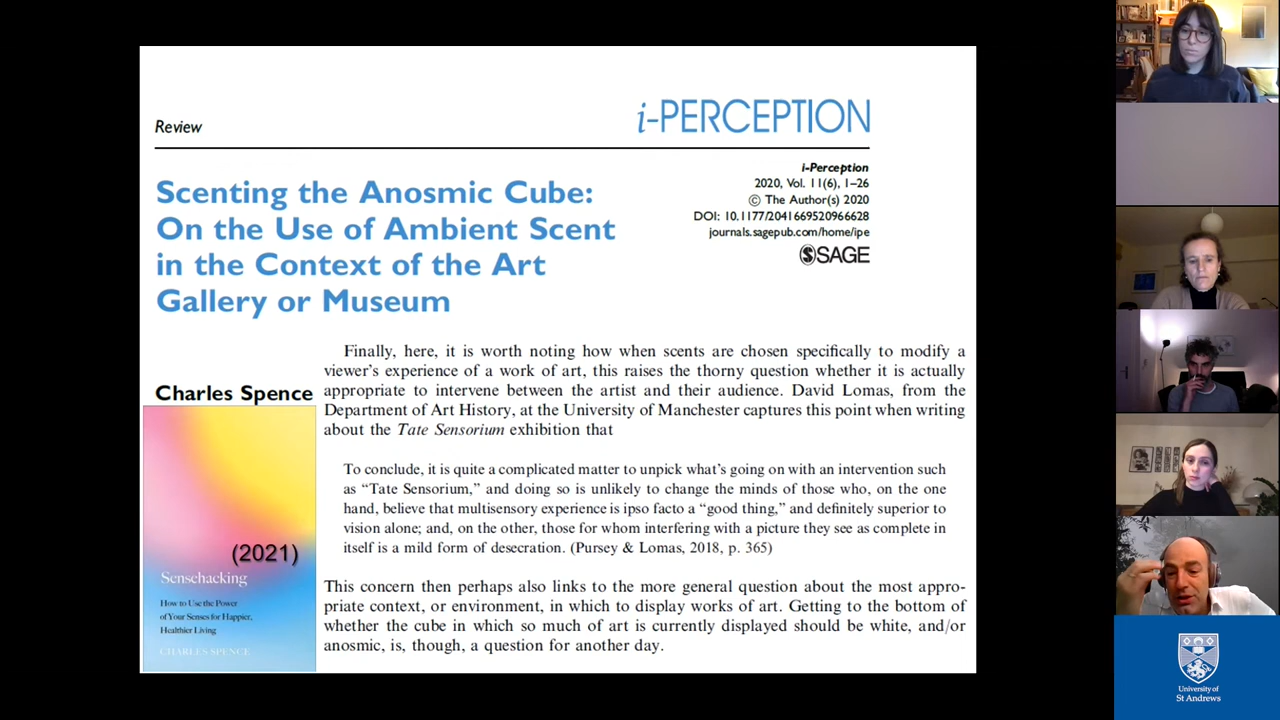 Review
i-PERCEPTION
Scenting the Anosmic Cube:
On the Use of Ambient Scent
in the Context of the Art
Gallery or Museum
i-Perception
2020, Vol. 11(6), 1–26
© The Author(s) 2020
DOI: 10.1177/2041669520966628
journals.sagepub.com/home/ipe
SAGE
Charles Spence
Finally, here, it is worth noting how when scents are chosen specifically to modify a
viewer's experience of a work of art, this raises the thorny question whether it is actually
appropriate to intervene between the artist and their audience. David Lomas, from the
Department of Art History, at the University of Manchester captures this point when writing
about the Tate Sensorium exhibition that
To conclude, it is quite a complicated matter to unpick what's going on with an intervention such
as “Tate Sensorium,” and doing so is unlikely to change the minds of those who, on the one
hand, believe that multisensory experience is ipso facto a “good thing,” and definitely superior to
vision alone; and, on the other, those for whom interfering with a picture they see as complete in
itself is a mild form of desecration. (Pursey & Lomas, 2018, p. 365)
This concern then perhaps also links to the more general question about the most appro-
priate context, or environment, in which to display works of art. Getting to the bottom of
whether the cube in which so much of art is currently displayed should be white, and/or
anosmic, is, though, a question for another day.
(2021)
Sensehacking
How to Use the Power
of Your Senses for Happier,
Healthier Living
CHARLES SPENCE
University of
St Andrews